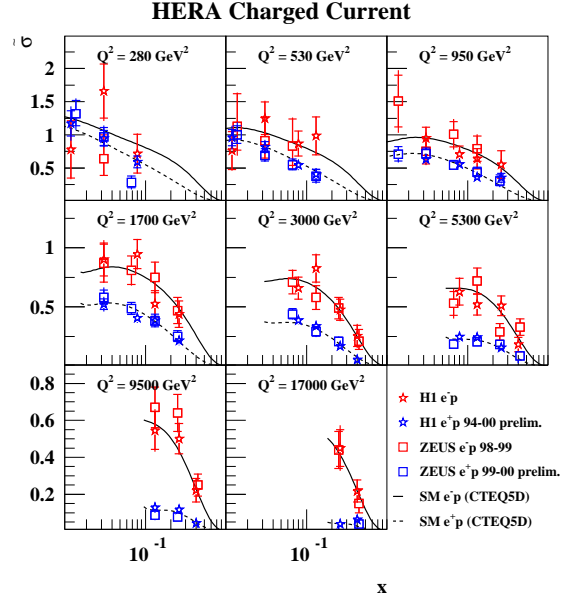 HERA Charged Current
σ̃
Q² = 280 GeV² Q² = 530 GeV² Q² = 950 GeV²
2.5
2
1.5
1
0.5
Q² = 1700 GeV² Q² = 3000 GeV² Q² = 5300 GeV²
1
0.5
Q² = 9500 GeV² Q² = 17000 GeV²
0.8
0.6
0.4
0.2
H1 e⁻p
H1 e⁺p 94-00 prelim.
ZEUS e⁻p 98-99
ZEUS e⁺p 99-00 prelim.
SM e⁻p (CTEQ5D)
SM e⁺p (CTEQ5D)
10⁻¹ 10⁻¹
x